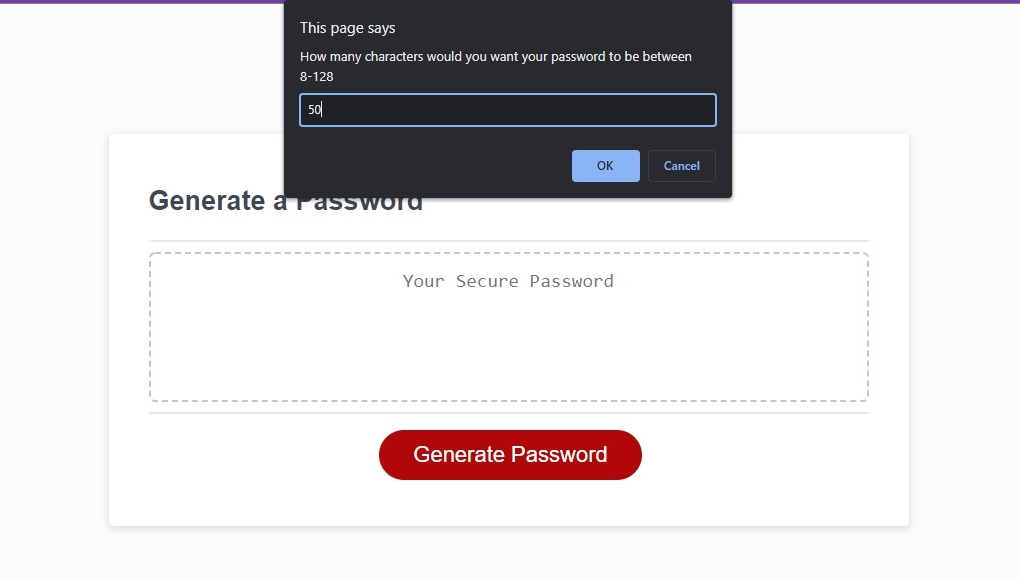 This page says
How many characters would you want your password to be between
8-128
50
OK
Cancel
Generate a Password
Your Secure Password
Generate Password